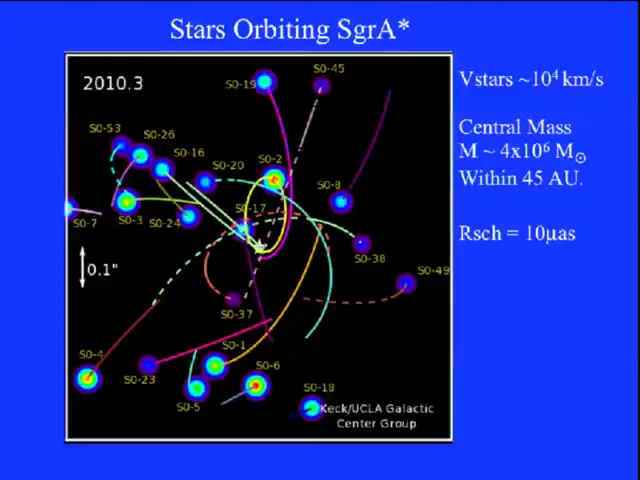 Stars Orbiting SgrA*
2010.3
S0-19
S0-45
Vstars ~10⁴ km/s
Central Mass
M ~ 4x10⁶ M☉
Within 45 AU.
Rsch = 10µas
S0-53
S0-26
S0-16
S0-20
S0-2
S0-8
S0-3
S0-24
S0-17
S0-7
S0-38
0.1"
S0-49
S0-37
S0-4
S0-23
S0-1
S0-6
S0-5
S0-18
Keck/UCLA Galactic
Center Group